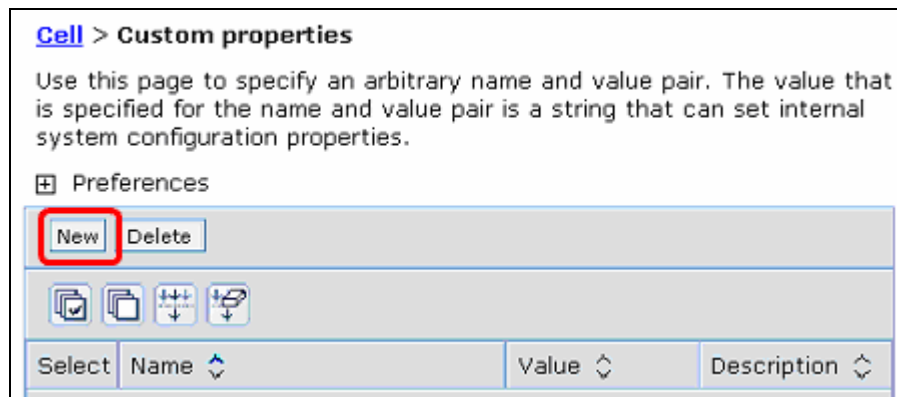 Cell > Custom properties
Use this page to specify an arbitrary name and value pair. The value that
is specified for the name and value pair is a string that can set internal
system configuration properties.
Preferences
New Delete
Select Name Value Description